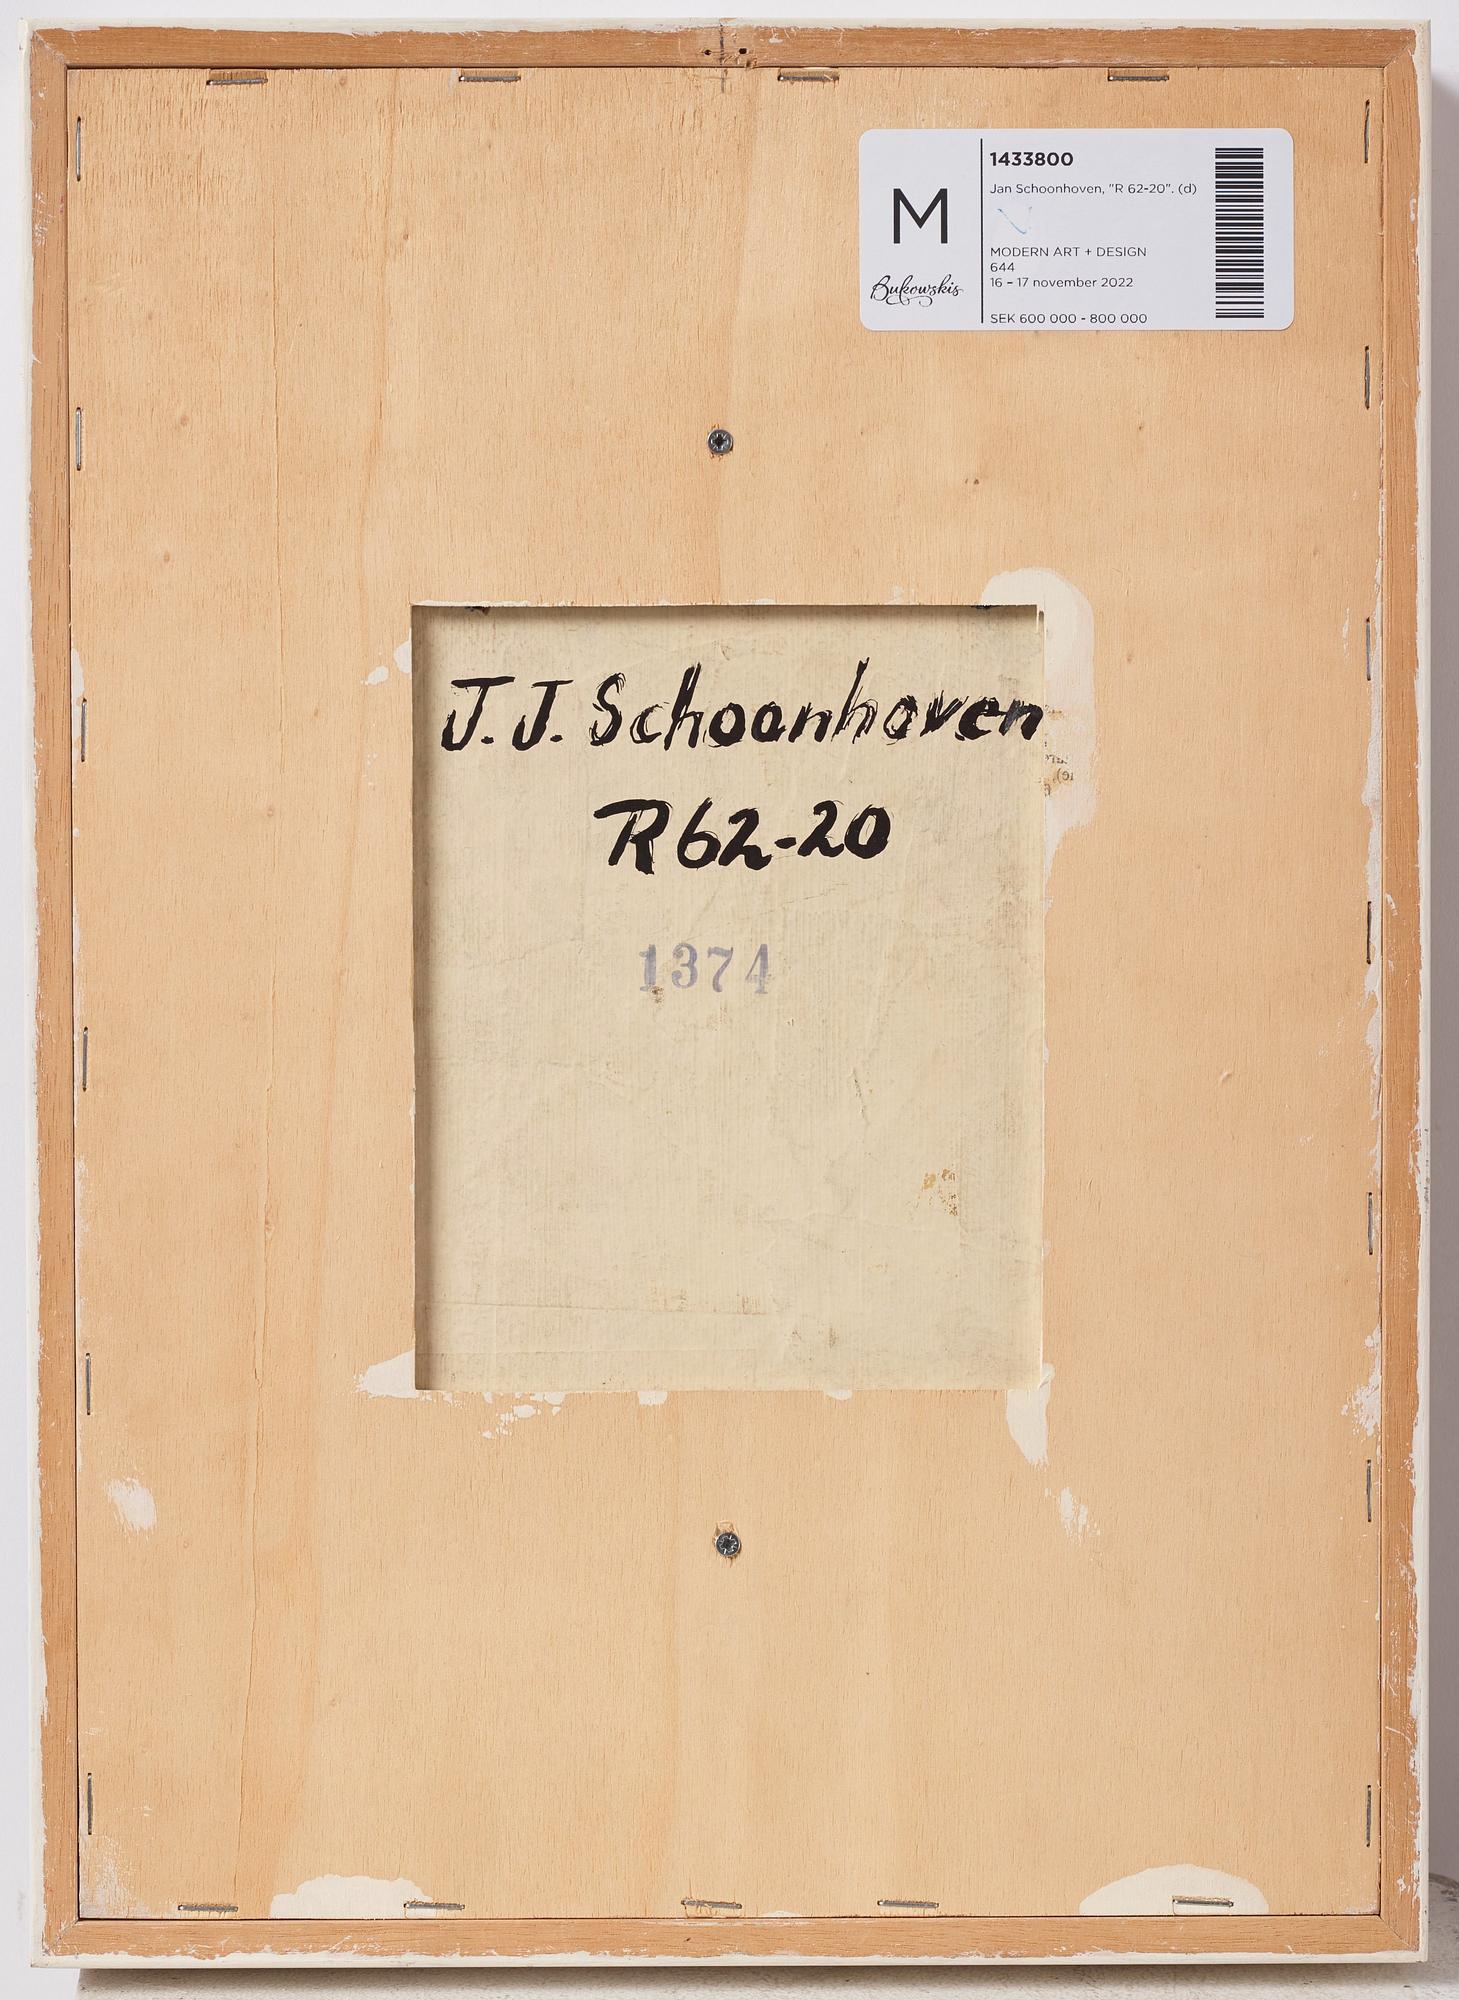 M
Bukowskis
1433800
Jan Schoonhoven, "R 62-20". (d)
MODERN ART + DESIGN
644
16 – 17 november 2022
SEK 600 000 - 800 000
J.J. Schoonhoven
R62-20
1374